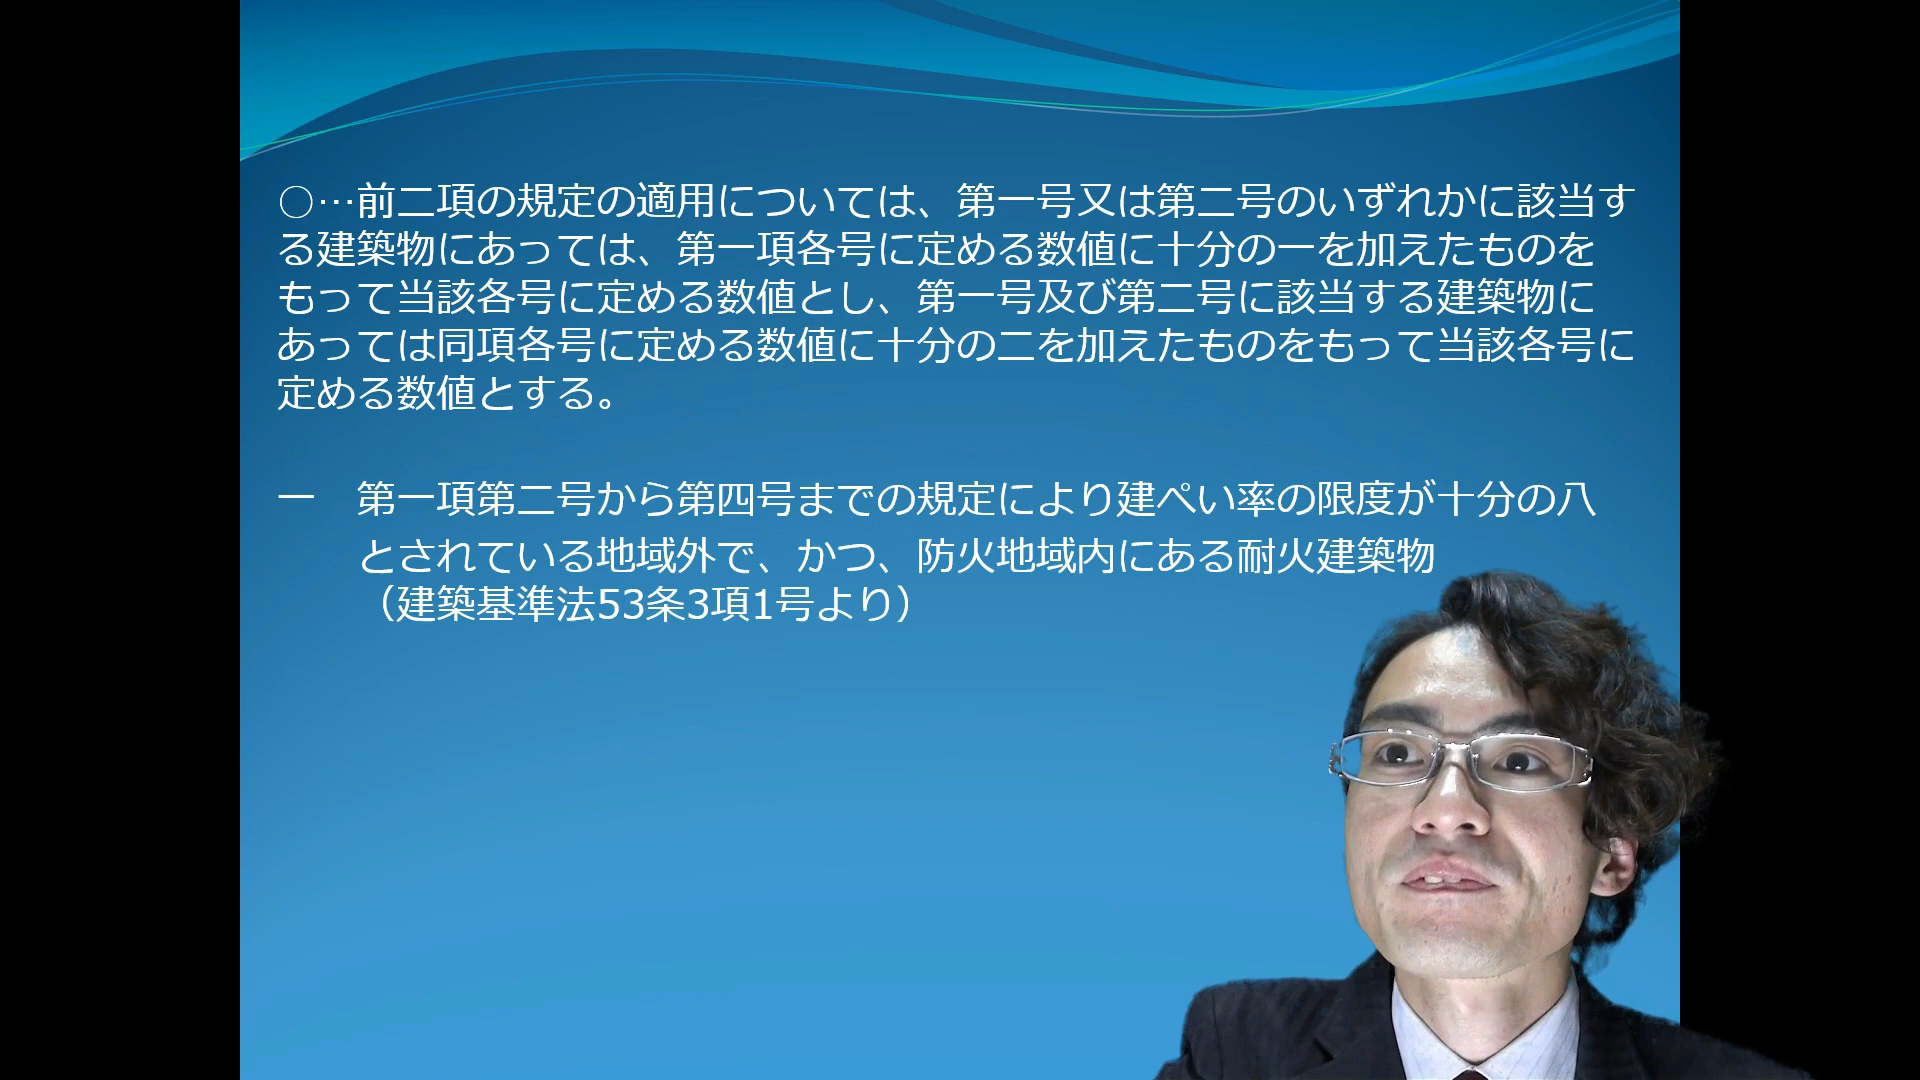 ○…前二項の規定の適用については、第一号又は第二号のいずれかに該当す
る建築物にあっては、第一項各号に定める数値に十分の一を加えたものを
もって当該各号に定める数値とし、第一号及び第二号に該当する建築物に
あっては同項各号に定める数値に十分の二を加えたものをもって当該各号に
定める数値とする。
一　第一項第二号から第四号までの規定により建ぺい率の限度が十分の八
とされている地域外で、かつ、防火地域内にある耐火建築物
（建築基準法53条3項1号より）